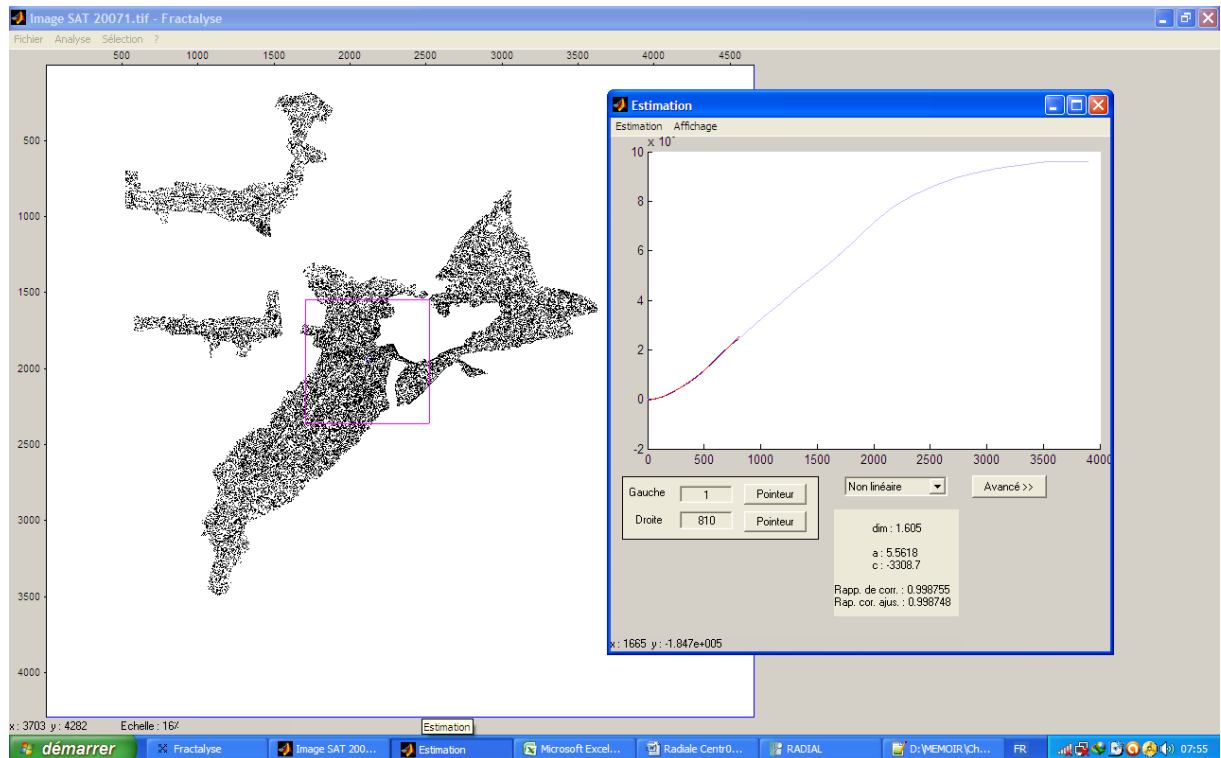 Image SAT 20071.tif - Fractalyse
Fichier Analyse Sélection ?
500 1000 1500 2000 2500 3000 3500 4000 4500
500
1000
1500
2000
2500
3000
3500
4000
Estimation
Estimation Affichage
x 10
10
8
6
4
2
0
-2
0 500 1000 1500 2000 2500 3000 3500 4000
Gauche 1 Pointeur
Droite 810 Pointeur
Non linéaire Avancé >>
dim : 1.605
a : 5.5618
c : -3308.7
Rapp. de corr. : 0.998755
Rap. cor. ajus. : 0.998748
x : 1665 y : -1.847e+005
x : 3703 y : 4282 Echelle : 16%
Estimation
démarrer Fractalyse Image SAT 200... Estimation Microsoft Excel... Radiale Centr0... RADIAL D:\MEMOIR\Ch... FR 07:55